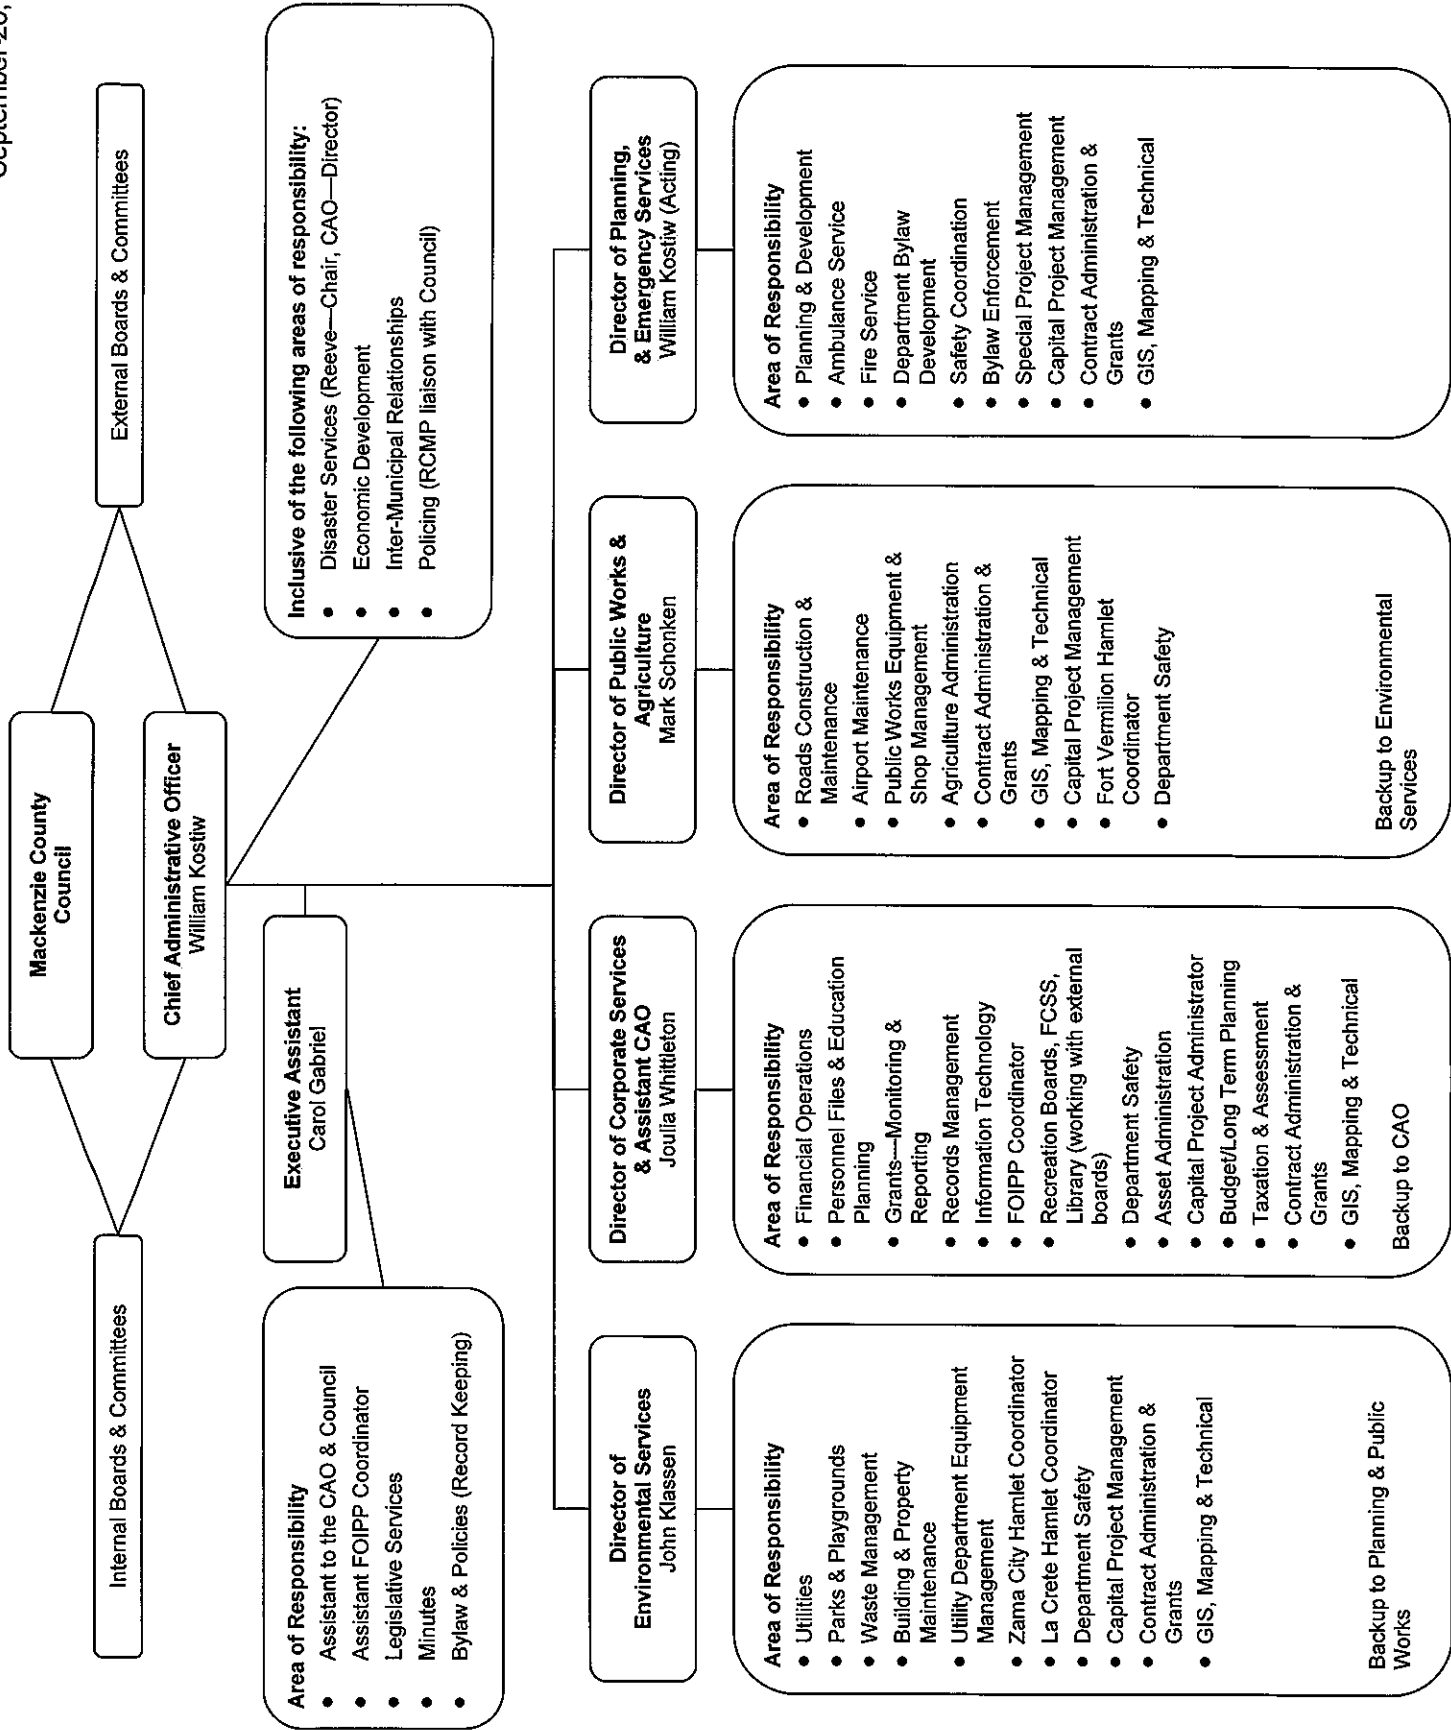 September 20,
Mackenzie County
Council
Internal Boards & Committees
External Boards & Committees
Chief Administrative Officer
William Kostiw
Executive Assistant
Carol Gabriel
Area of Responsibility
• Assistant to the CAO & Council
• Assistant FOIPP Coordinator
• Legislative Services
• Minutes
• Bylaw & Policies (Record Keeping)
Inclusive of the following areas of responsibility:
• Disaster Services (Reeve—Chair, CAO—Director)
• Economic Development
• Inter-Municipal Relationships
• Policing (RCMP liaison with Council)
Director of
Environmental Services
John Klassen
Area of Responsibility
• Utilities
• Parks & Playgrounds
• Waste Management
• Building & Property
Maintenance
• Utility Department Equipment
Management
• Zama City Hamlet Coordinator
• La Crete Hamlet Coordinator
• Department Safety
• Capital Project Management
• Contract Administration &
Grants
• GIS, Mapping & Technical
Backup to Planning & Public
Works
Director of Corporate Services
& Assistant CAO
Joulia Whittleton
Area of Responsibility
• Financial Operations
• Personnel Files & Education
Planning
• Grants—Monitoring &
Reporting
• Records Management
• Information Technology
• FOIPP Coordinator
• Recreation Boards, FCSS,
Library (working with external
boards)
• Department Safety
• Asset Administration
• Capital Project Administrator
• Budget/Long Term Planning
• Taxation & Assessment
• Contract Administration &
Grants
• GIS, Mapping & Technical
Backup to CAO
Director of Public Works &
Agriculture
Mark Schonken
Area of Responsibility
• Roads Construction &
Maintenance
• Airport Maintenance
• Public Works Equipment &
Shop Management
• Agriculture Administration
• Contract Administration &
Grants
• GIS, Mapping & Technical
• Capital Project Management
• Fort Vermilion Hamlet
Coordinator
• Department Safety
Backup to Environmental
Services
Director of Planning,
& Emergency Services
William Kostiw (Acting)
Area of Responsibility
• Planning & Development
• Ambulance Service
• Fire Service
• Department Bylaw
Development
• Safety Coordination
• Bylaw Enforcement
• Special Project Management
• Capital Project Management
• Contract Administration &
Grants
• GIS, Mapping & Technical